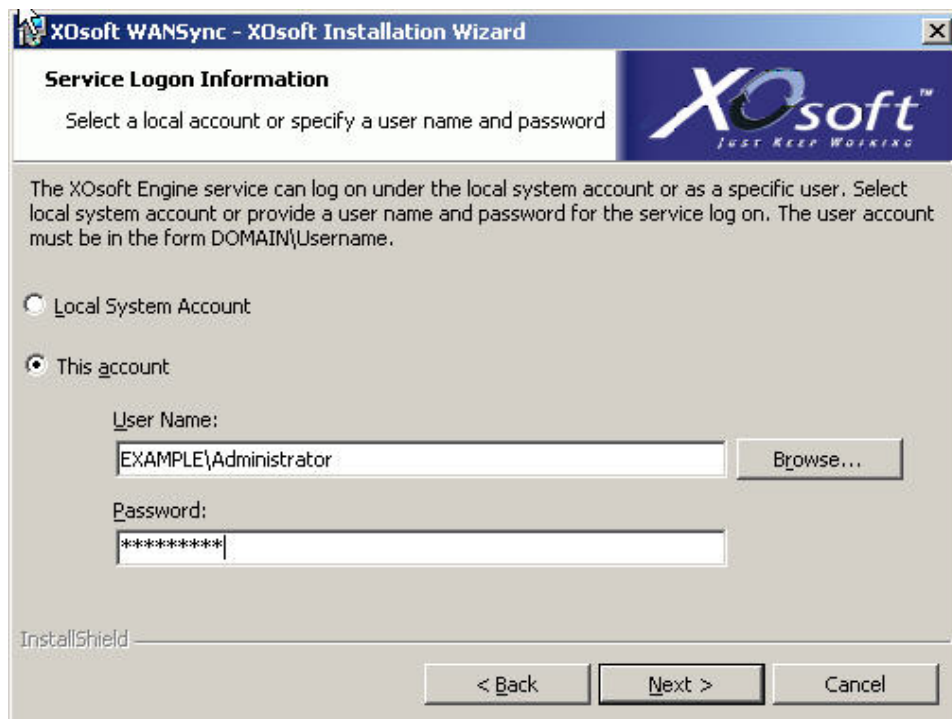 XOsoft WANSync - XOsoft Installation Wizard
Service Logon Information
Select a local account or specify a user name and password
XOsoft™
JUST KEEP WORKING
The XOsoft Engine service can log on under the local system account or as a specific user. Select
local system account or provide a user name and password for the service log on. The user account
must be in the form DOMAIN\Username.
Local System Account
This account
User Name:
EXAMPLE\Administrator
Browse...
Password:
*********
InstallShield
< Back
Next >
Cancel